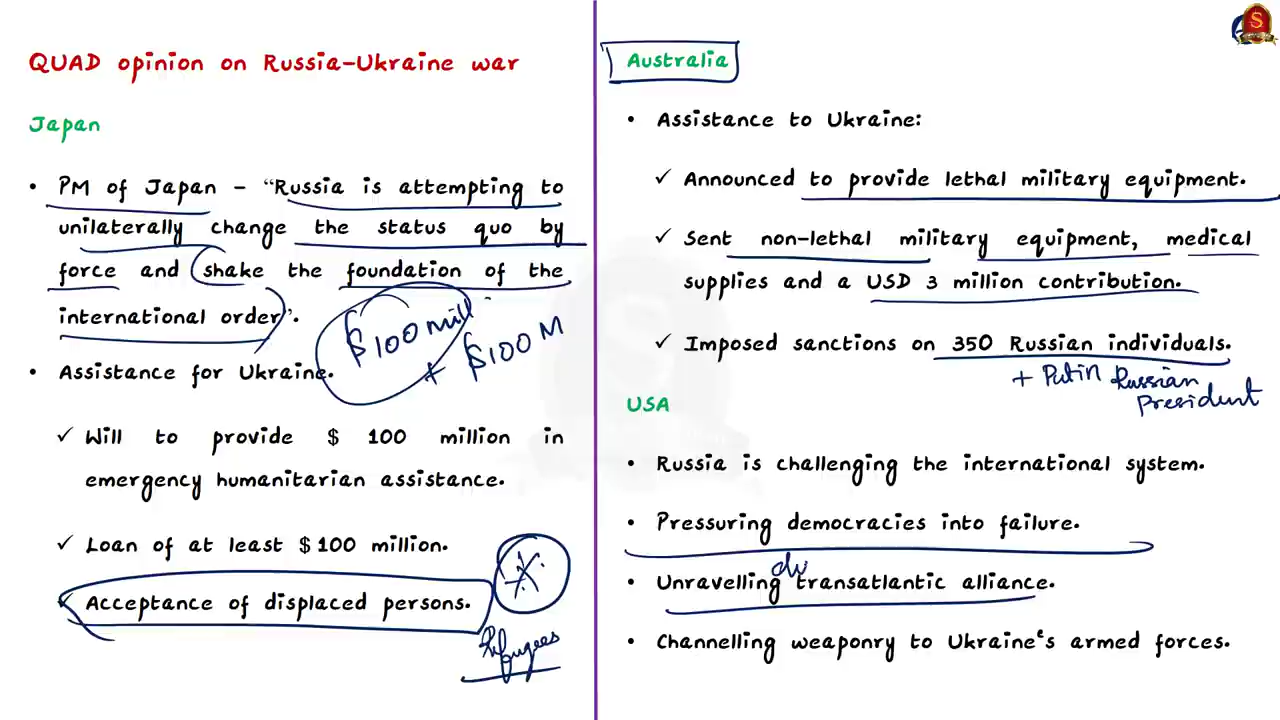 QUAD opinion on Russia-Ukraine war
Japan
• PM of Japan - “Russia is attempting to
unilaterally change the status quo by
force and shake the foundation of the
international order”.
$100 mill
+ $100 M
• Assistance for Ukraine.
✓ Will to provide $ 100 million in
emergency humanitarian assistance.
✓ Loan of at least $100 million.
✓ Acceptance of displaced persons.
Refugees
Australia
• Assistance to Ukraine:
✓ Announced to provide lethal military equipment.
✓ Sent non-lethal military equipment, medical
supplies and a USD 3 million contribution.
✓ Imposed sanctions on 350 Russian individuals.
+ Putin Russian
President
USA
• Russia is challenging the international system.
• Pressuring democracies into failure.
• Unravelling transatlantic alliance.
• Channelling weaponry to Ukraine's armed forces.
S